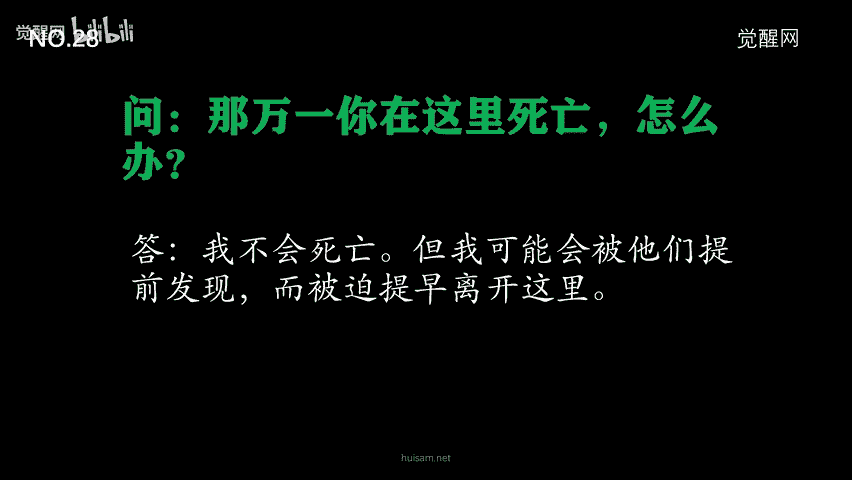 觉醒网 bilibili
NO.28
觉醒网
问：那万一你在这里死亡，怎么
办？
答：我不会死亡。但我可能会被他们提
前发现，而被迫提早离开这里。
huisam.net